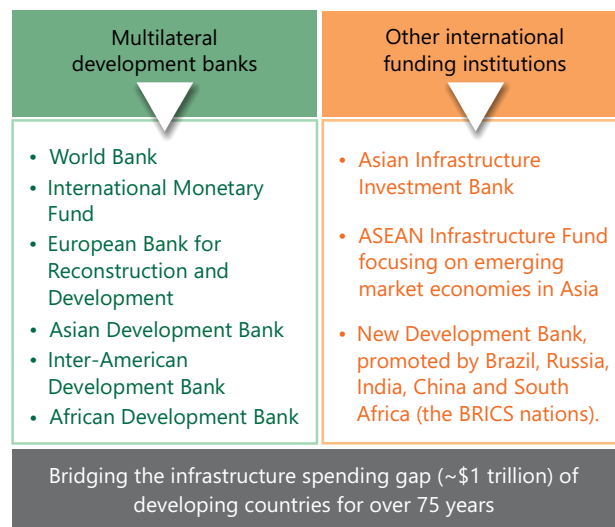 Multilateral
development banks
• World Bank
• International Monetary
Fund
• European Bank for
Reconstruction and
Development
• Asian Development Bank
• Inter-American
Development Bank
• African Development Bank
Other international
funding institutions
• Asian Infrastructure
Investment Bank
• ASEAN Infrastructure Fund
focusing on emerging
market economies in Asia
• New Development Bank,
promoted by Brazil, Russia,
India, China and South
Africa (the BRICS nations).
Bridging the infrastructure spending gap (~$1 trillion) of
developing countries for over 75 years